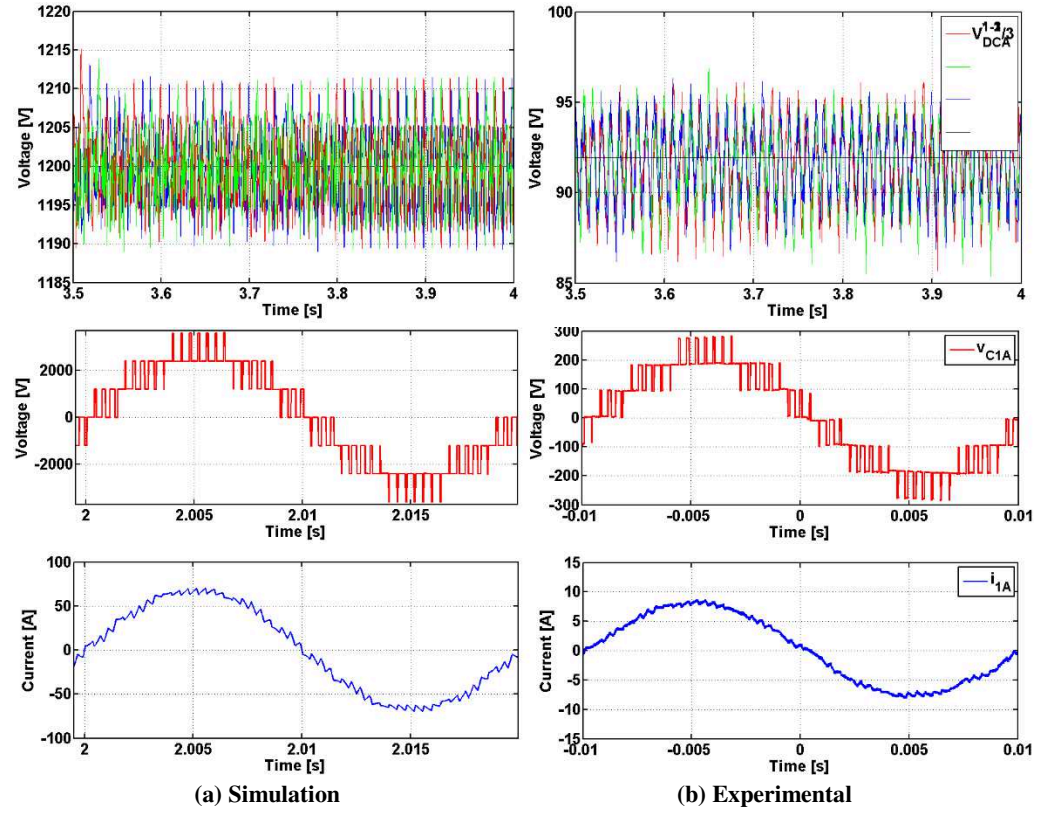 1220
1215
1210
1205
1200
1195
1190
1185
Voltage [V]
3.5 3.6 3.7 3.8 3.9 4
Time [s]
100
95
90
85
Voltage [V]
3.5 3.6 3.7 3.8 3.9 4
Time [s]
2000
0
-2000
Voltage [V]
2 2.005 2.01 2.015
Time [s]
300
200
100
0
-100
-200
-300
Voltage [V]
-0.01 -0.005 0 0.005 0.01
Time [s]
vC1A
100
50
0
-50
-100
Current [A]
2 2.005 2.01 2.015
Time [s]
15
10
5
0
-5
-10
-15
Current [A]
-0.01 -0.005 0 0.005 0.01
Time [s]
i1A
(a) Simulation
(b) Experimental